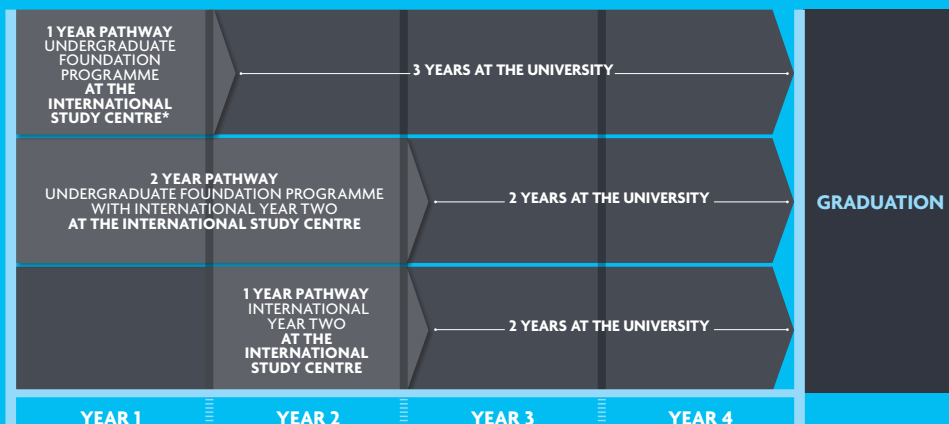 1 YEAR PATHWAY
UNDERGRADUATE
FOUNDATION
PROGRAMME
AT THE
INTERNATIONAL
STUDY CENTRE*
3 YEARS AT THE UNIVERSITY
2 YEAR PATHWAY
UNDERGRADUATE FOUNDATION PROGRAMME
WITH INTERNATIONAL YEAR TWO
AT THE INTERNATIONAL STUDY CENTRE
2 YEARS AT THE UNIVERSITY
GRADUATION
1 YEAR PATHWAY
INTERNATIONAL
YEAR TWO
AT THE
INTERNATIONAL
STUDY CENTRE
2 YEARS AT THE UNIVERSITY
YEAR 1
YEAR 2
YEAR 3
YEAR 4